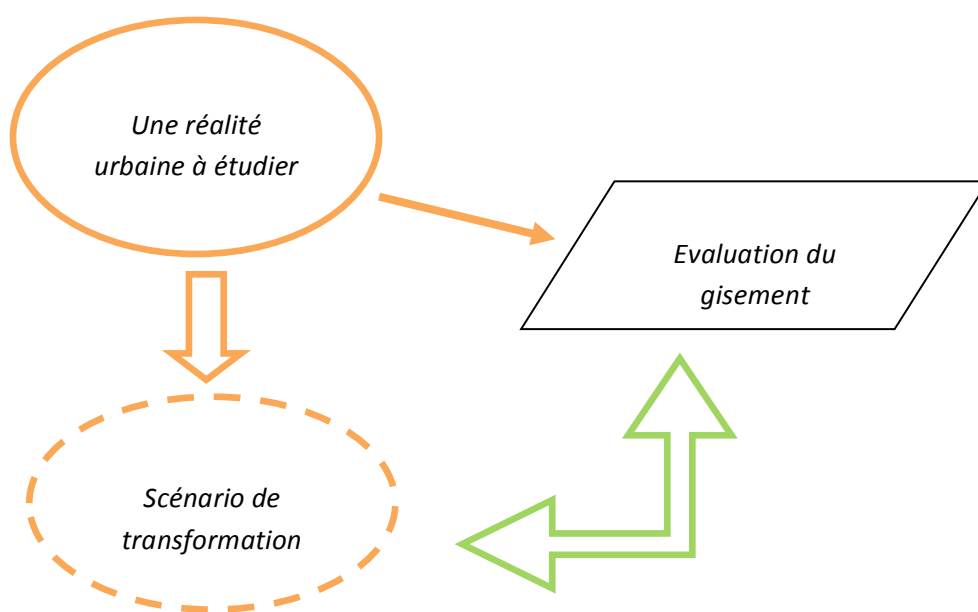 Une réalité
urbaine à étudier
Evaluation du
gisement
Scénario de
transformation